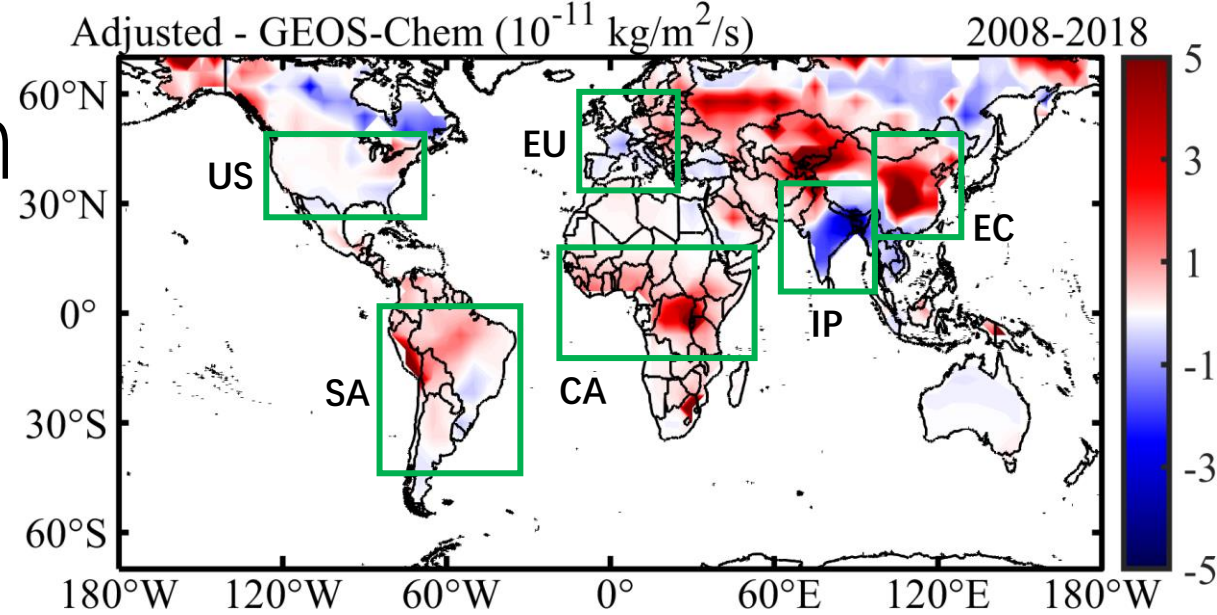 Adjusted - GEOS-Chem (10⁻¹¹ kg/m²/s) 2008-2018
60°N
30°N
0°
30°S
60°S
180°W 120°W 60°W 0° 60°E 120°E 180°W
US
EU
EC
IP
SA
CA
5
3
1
-1
-3
-5